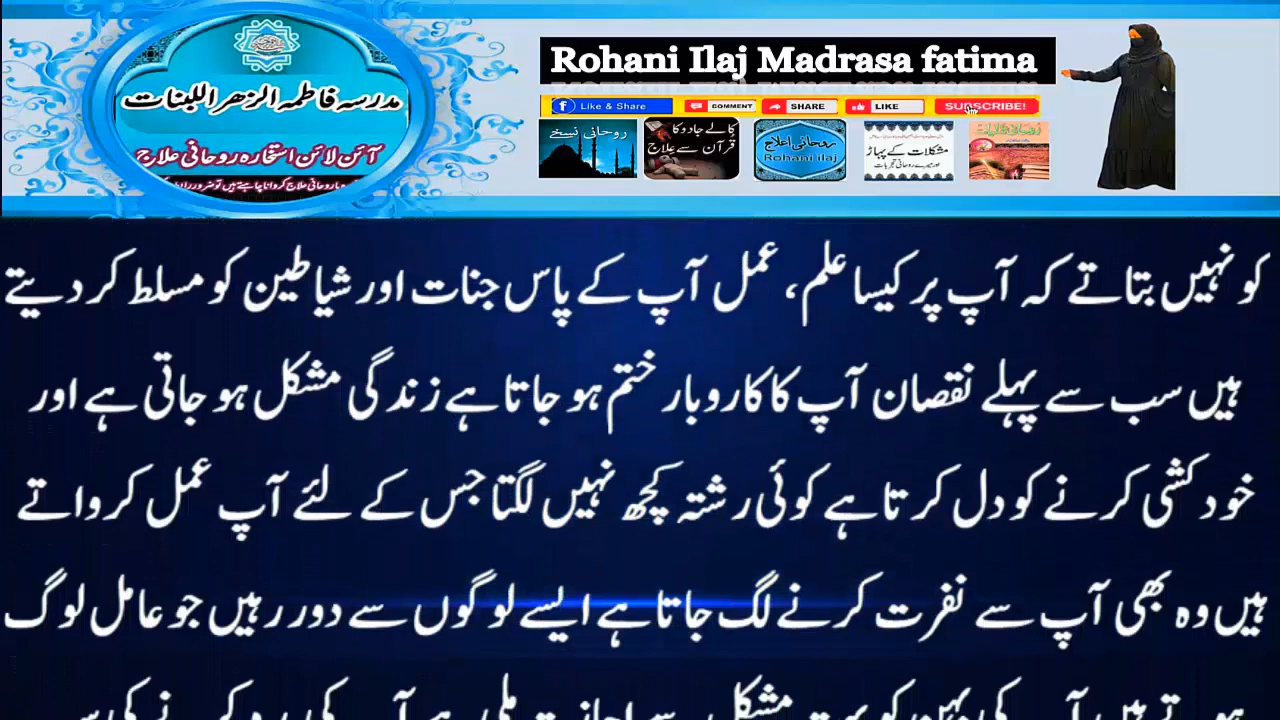 مدرسہ فاطمہ الزھرا للبنات
آئن لائن استخارہ روحانی علاج
Rohani Ilaj Madrasa fatima
Like & Share
COMMENT
SHARE
LIKE
SUBSCRIBE!
روحانی نسخے
کالے جادو کا
قرآن سے علاج
روحانی علاج
Rohani ilaj
مشکلات کے پہاڑ
کو نہیں بتاتے کہ آپ پر کیسا علم، عمل آپ کے پاس جنات اور شیاطین کو مسلط کر دیتے
ہیں سب سے پہلے نقصان آپ کا کاروبار ختم ہو جاتا ہے زندگی مشکل ہو جاتی ہے اور
خودکشی کرنے کو دل کرتا ہے کوئی رشتہ کچھ نہیں لگتا جس کے لئے آپ عمل کرواتے
ہیں وہ بھی آپ سے نفرت کرنے لگ جاتا ہے ایسے لوگوں سے دور رہیں جو عامل لوگ